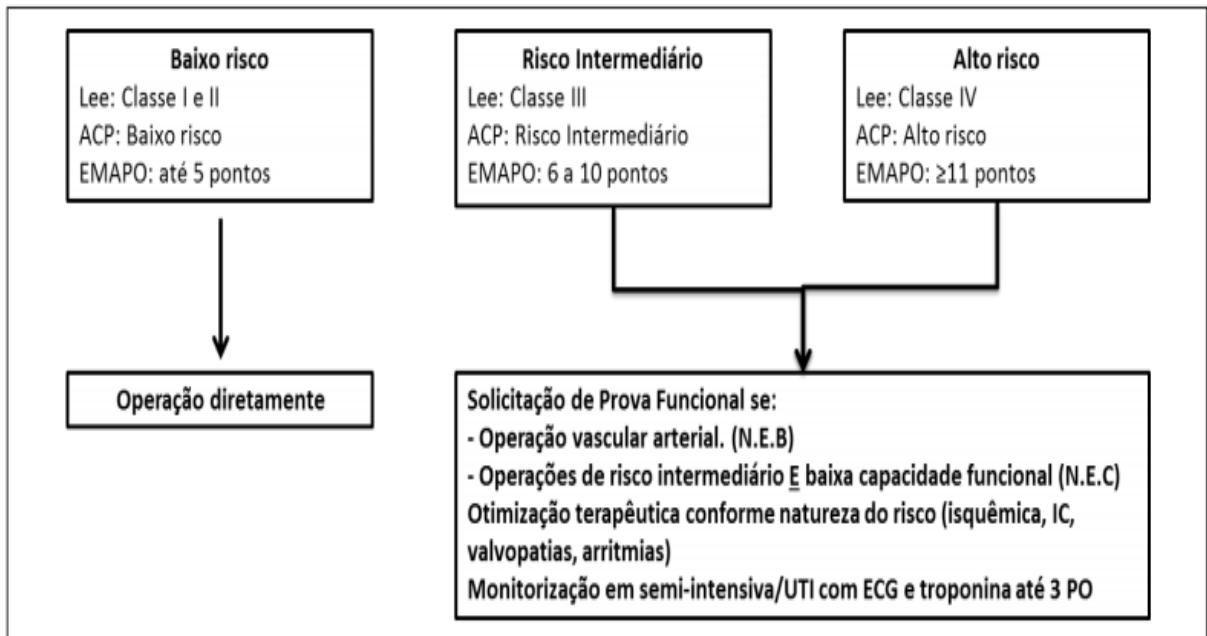 Baixo risco
Lee: Classe I e II
ACP: Baixo risco
EMAPO: até 5 pontos
Risco Intermediário
Lee: Classe III
ACP: Risco Intermediário
EMAPO: 6 a 10 pontos
Alto risco
Lee: Classe IV
ACP: Alto risco
EMAPO: ≥11 pontos
Operação diretamente
Solicitação de Prova Funcional se:
- Operação vascular arterial. (N.E.B)
- Operações de risco intermediário E baixa capacidade funcional (N.E.C)
Otimização terapêutica conforme natureza do risco (isquêmica, IC,
valvopatias, arritmias)
Monitorização em semi-intensiva/UTI com ECG e troponina até 3 PO